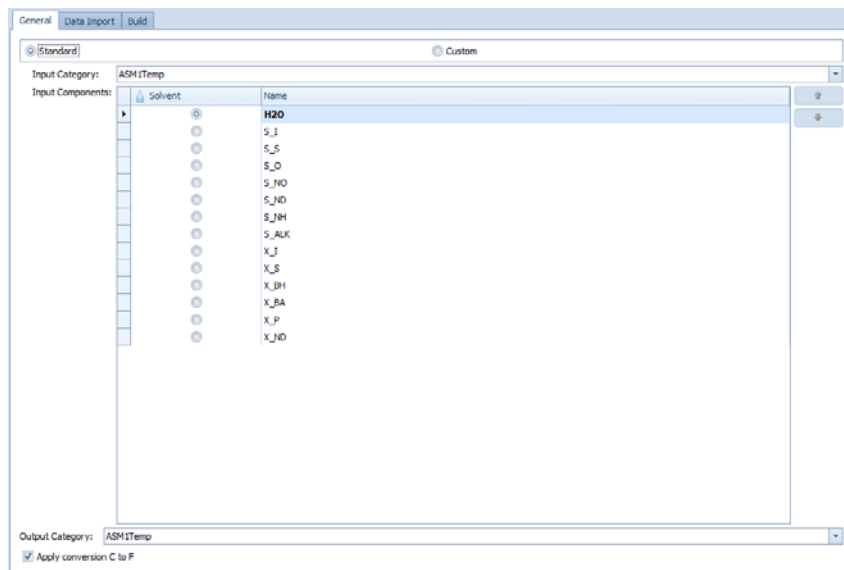 General Data Import Build
Standard Custom
Input Category: ASM1Temp
Input Components: Solvent Name
H2O
S_I
S_S
S_O
S_NO
S_ND
S_NH
S_ALK
X_I
X_S
X_BH
X_BA
X_P
X_ND
Output Category: ASM1Temp
Apply conversion C to F